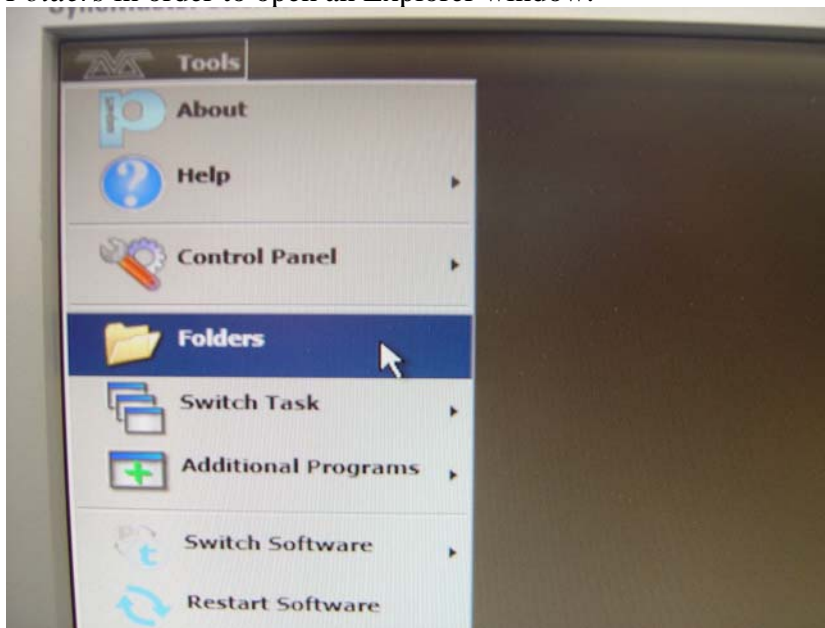 Folders in order to open an Explorer window.
Tools
About
Help
Control Panel
Folders
Switch Task
Additional Programs
Switch Software
Restart Software